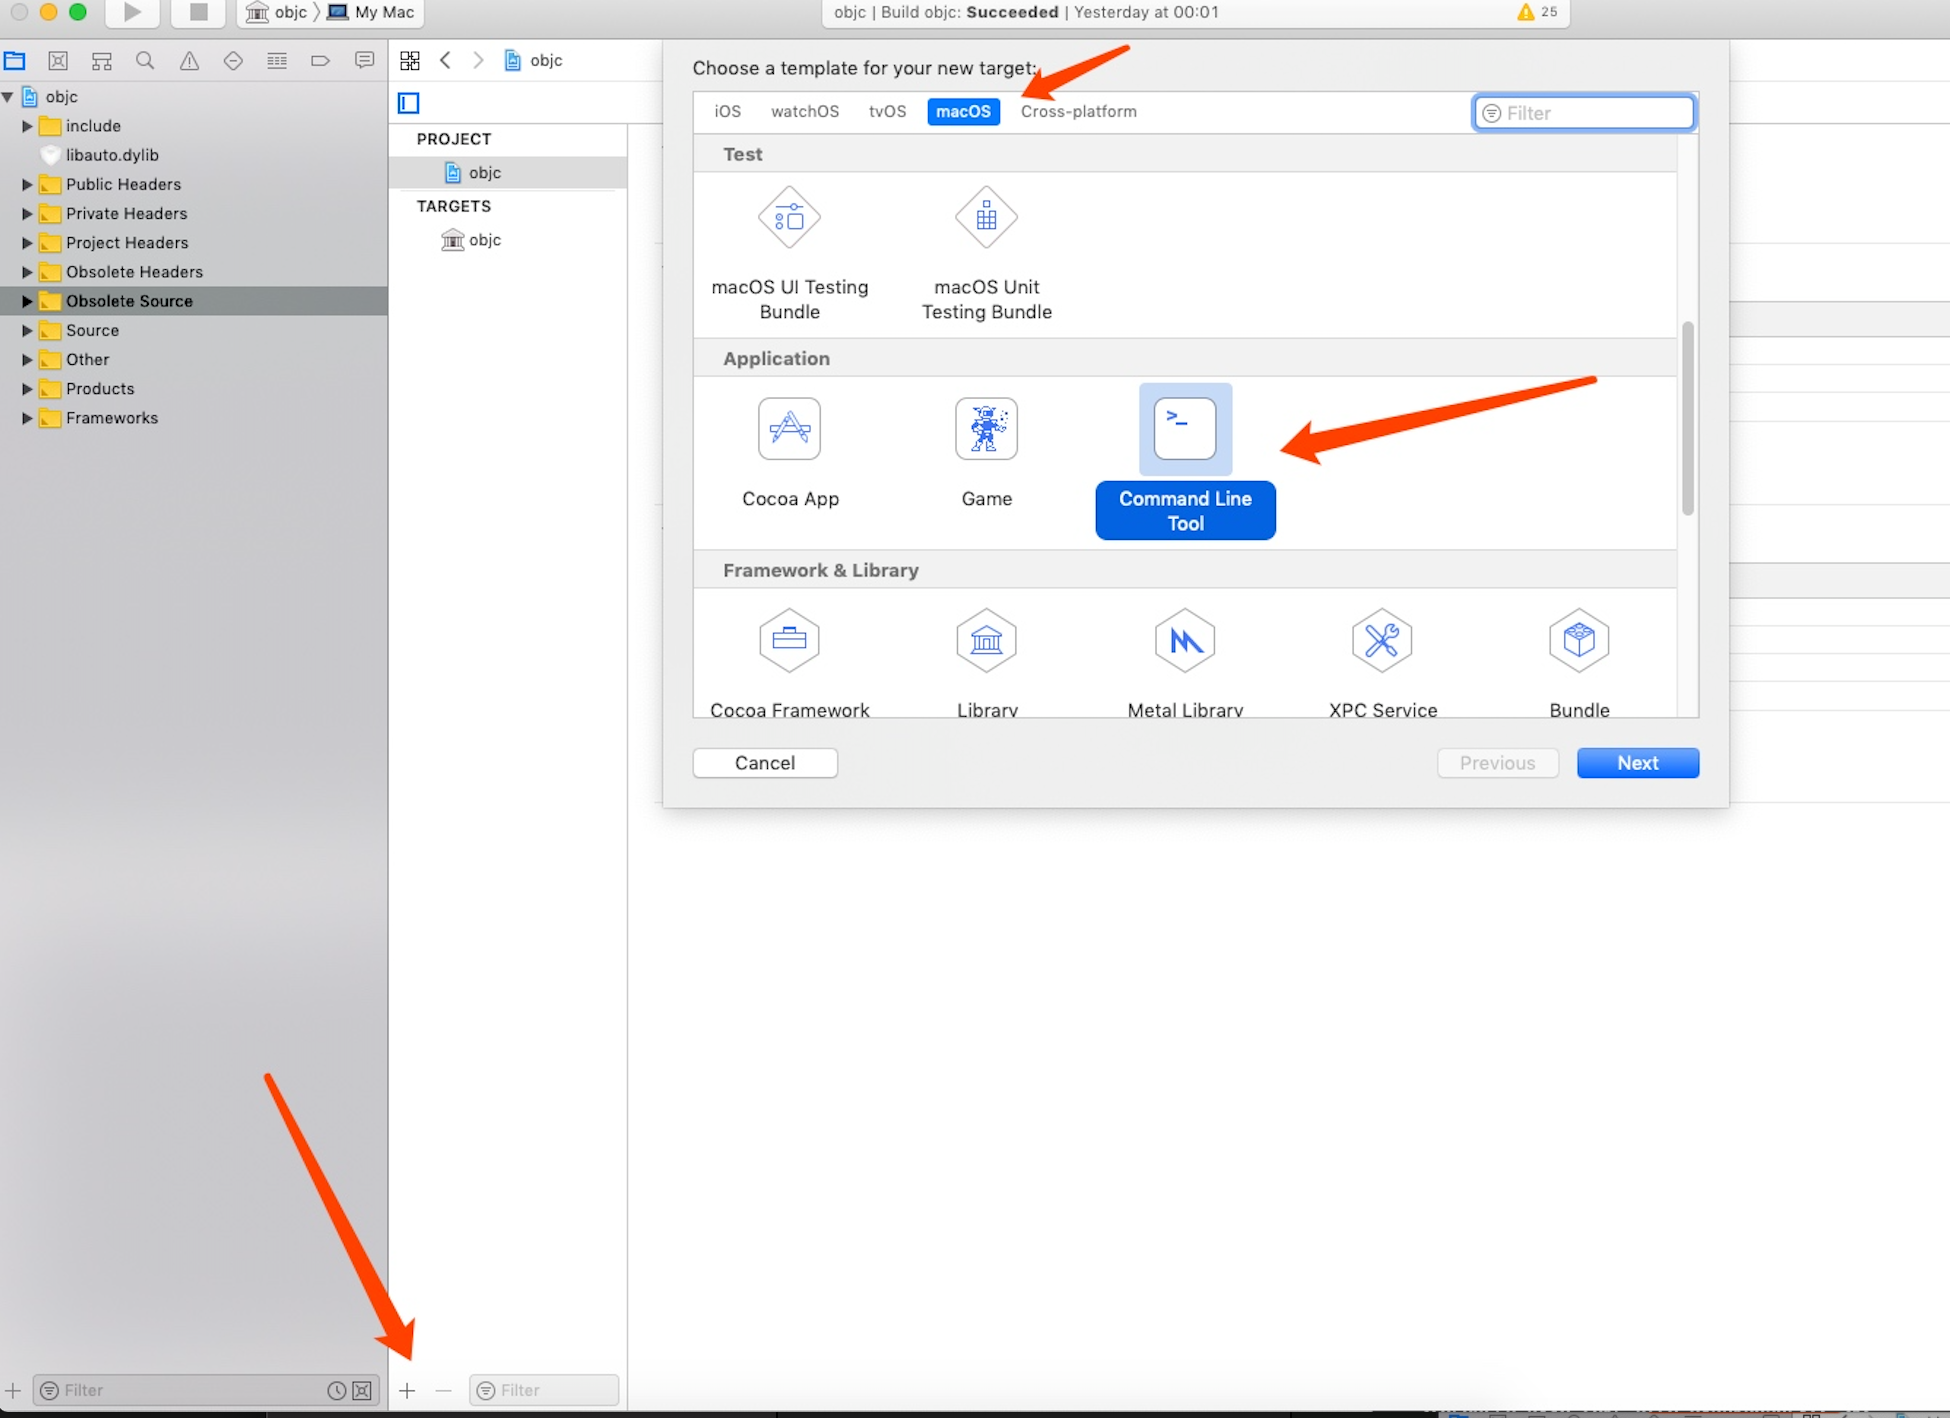 objc 〉 My Mac
objc | Build objc: Succeeded | Yesterday at 00:01
25
objc
include
libauto.dylib
Public Headers
Private Headers
Project Headers
Obsolete Headers
Obsolete Source
Source
Other
Products
Frameworks
Filter
objc
PROJECT
objc
TARGETS
objc
Filter
Choose a template for your new target:
iOS watchOS tvOS macOS Cross-platform
Filter
Test
macOS UI Testing
Bundle
macOS Unit
Testing Bundle
Application
Cocoa App
Game
Command Line
Tool
Framework & Library
Cocoa Framework
Library
Metal Library
XPC Service
Bundle
Cancel
Previous
Next